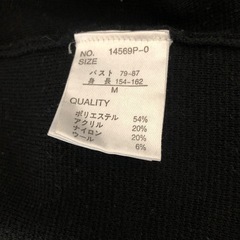 NO. 14569P-0
SIZE
バスト 79-87
身長 154-162
M
QUALITY
ポリエステル 54%
アクリル 20%
ナイロン 20%
ウール 6%